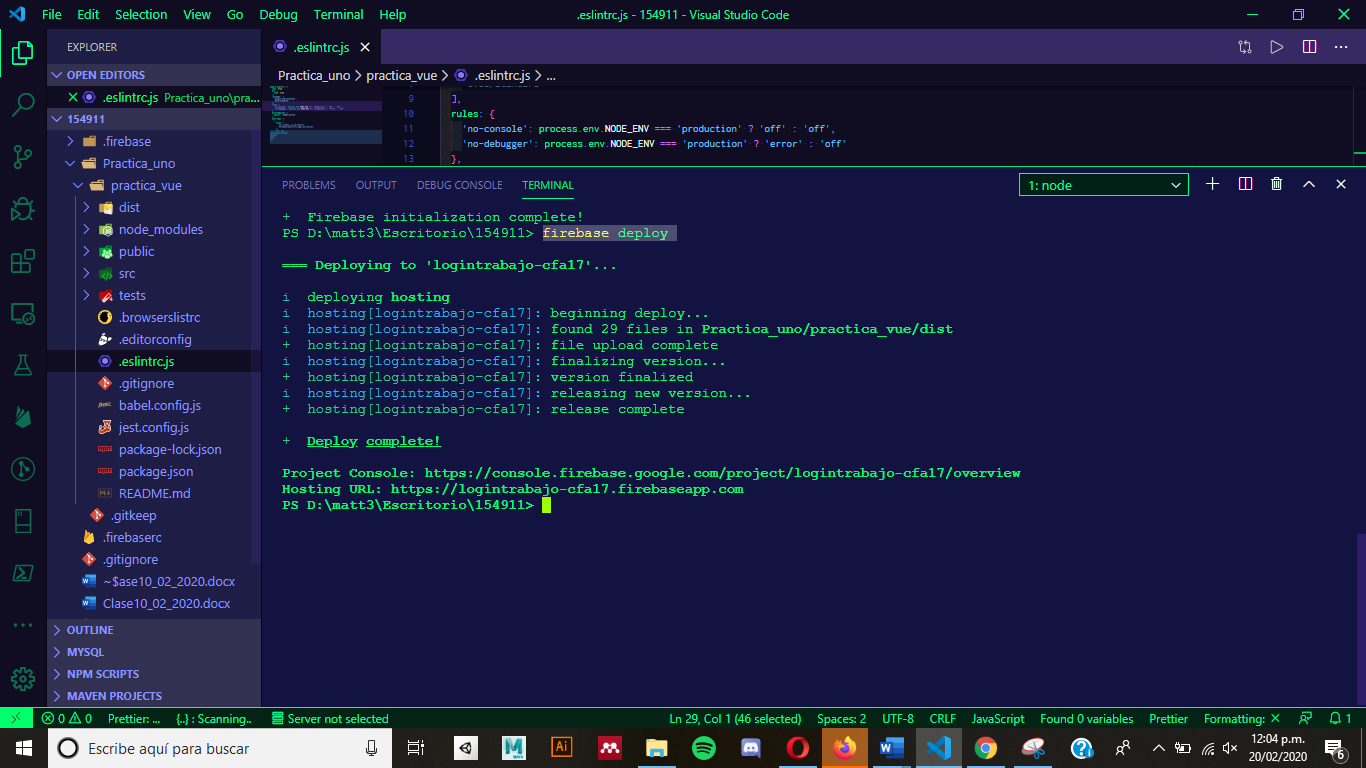 File Edit Selection View Go Debug Terminal Help
.eslintrc.js - 154911 - Visual Studio Code
EXPLORER
OPEN EDITORS
.eslintrc.js Practica_uno\pra...
154911
.firebase
Practica_uno
practica_vue
dist
node_modules
public
src
tests
.browserslistrc
.editorconfig
.eslintrc.js
.gitignore
babel.config.js
jest.config.js
package-lock.json
package.json
README.md
.gitkeep
.firebaserc
.gitignore
~$ase10_02_2020.docx
Clase10_02_2020.docx
OUTLINE
MYSQL
NPM SCRIPTS
MAVEN PROJECTS
.eslintrc.js
Practica_uno > practica_vue > .eslintrc.js > ...
9 ],
10 rules: {
11 'no-console': process.env.NODE_ENV === 'production' ? 'off' : 'off',
12 'no-debugger': process.env.NODE_ENV === 'production' ? 'error' : 'off'
13 },
PROBLEMS OUTPUT DEBUG CONSOLE TERMINAL
1: node
+ Firebase initialization complete!
PS D:\matt3\Escritorio\154911> firebase deploy
=== Deploying to 'logintrabajo-cfa17'...
i deploying hosting
i hosting[logintrabajo-cfa17]: beginning deploy...
i hosting[logintrabajo-cfa17]: found 29 files in Practica_uno/practica_vue/dist
+ hosting[logintrabajo-cfa17]: file upload complete
i hosting[logintrabajo-cfa17]: finalizing version...
+ hosting[logintrabajo-cfa17]: version finalized
i hosting[logintrabajo-cfa17]: releasing new version...
+ hosting[logintrabajo-cfa17]: release complete
+ Deploy complete!
Project Console: https://console.firebase.google.com/project/logintrabajo-cfa17/overview
Hosting URL: https://logintrabajo-cfa17.firebaseapp.com
PS D:\matt3\Escritorio\154911>
0 0 Prettier: ... {..} : Scanning.. Server not selected
Ln 29, Col 1 (46 selected) Spaces: 2 UTF-8 CRLF JavaScript Found 0 variables Prettier Formatting: × 1
Escribe aquí para buscar
Ai
12:04 p.m.
20/02/2020
6